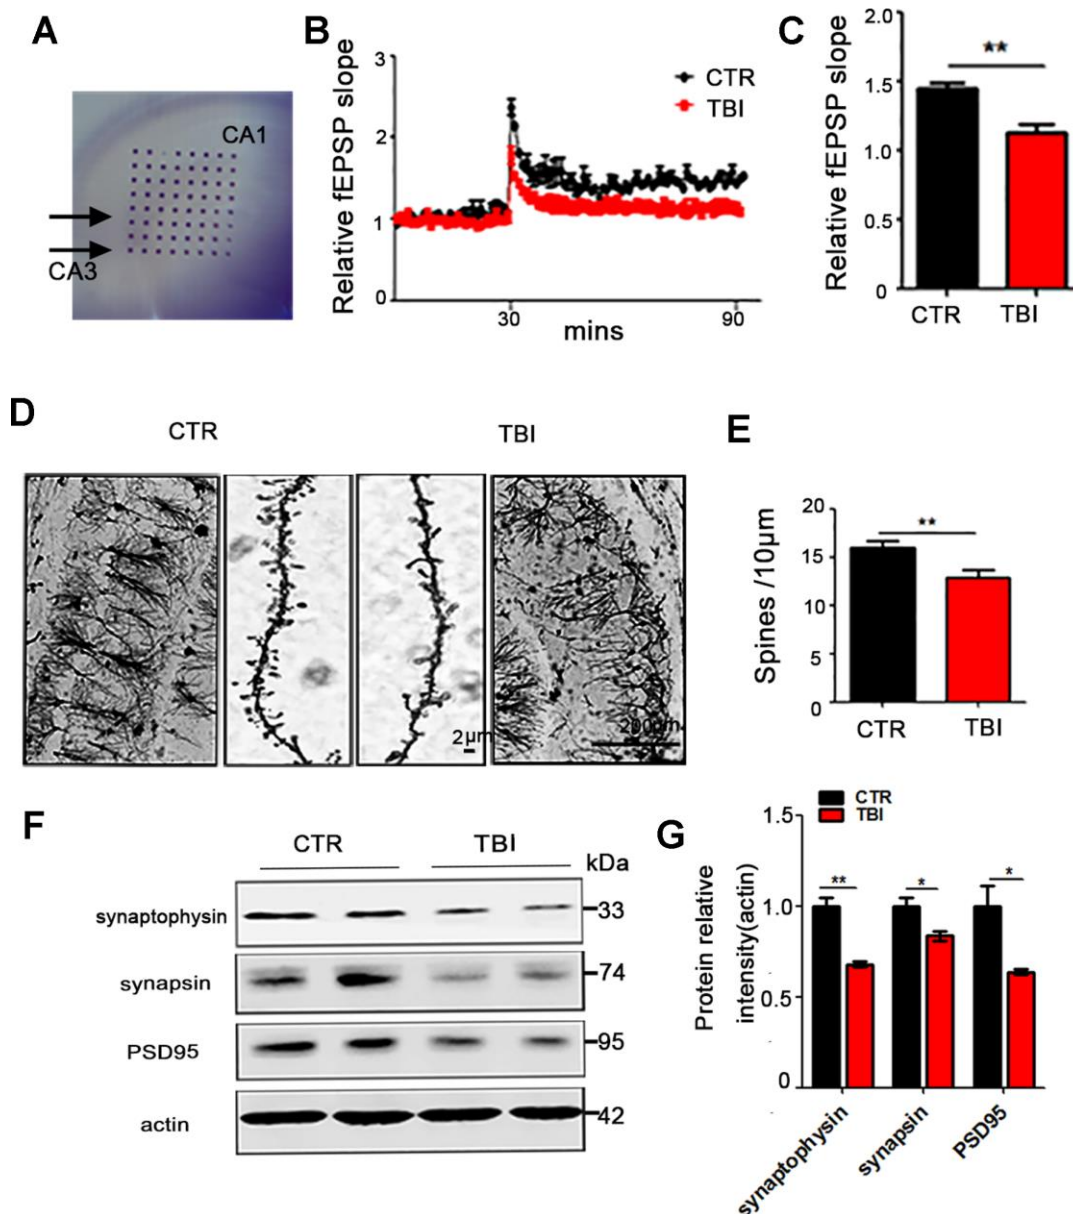 A
CA1
CA3
B
Relative fEPSP slope
3
2
1
0
30
90
mins
CTR
TBI
C
Relative fEPSP slope
2.0
1.5
1.0
0.5
0
**
CTR
TBI
D
CTR
TBI
2µm
200µm
E
Spines /10µm
20
15
10
5
0
**
CTR
TBI
F
CTR
TBI
kDa
synaptophysin
33
synapsin
74
PSD95
95
actin
42
G
CTR
TBI
Protein relative
intensity(actin)
1.5
1.0
0.5
0
**
*
*
synaptophysin
synapsin
PSD95